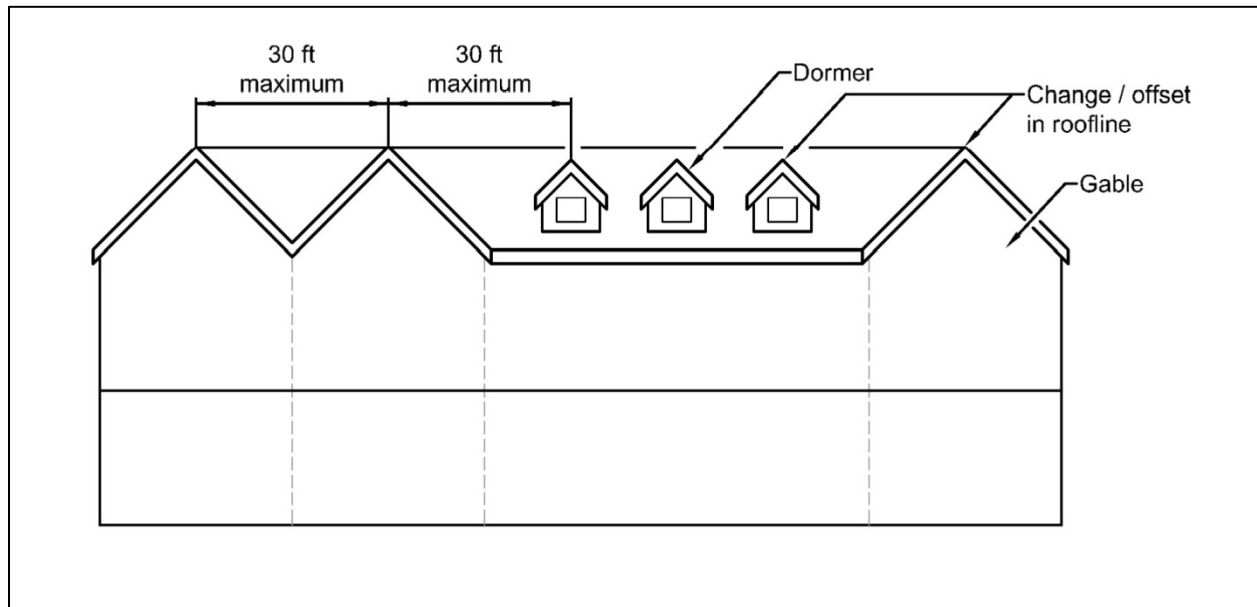 30 ft
maximum
30 ft
maximum
Dormer
Change / offset
in roofline
Gable